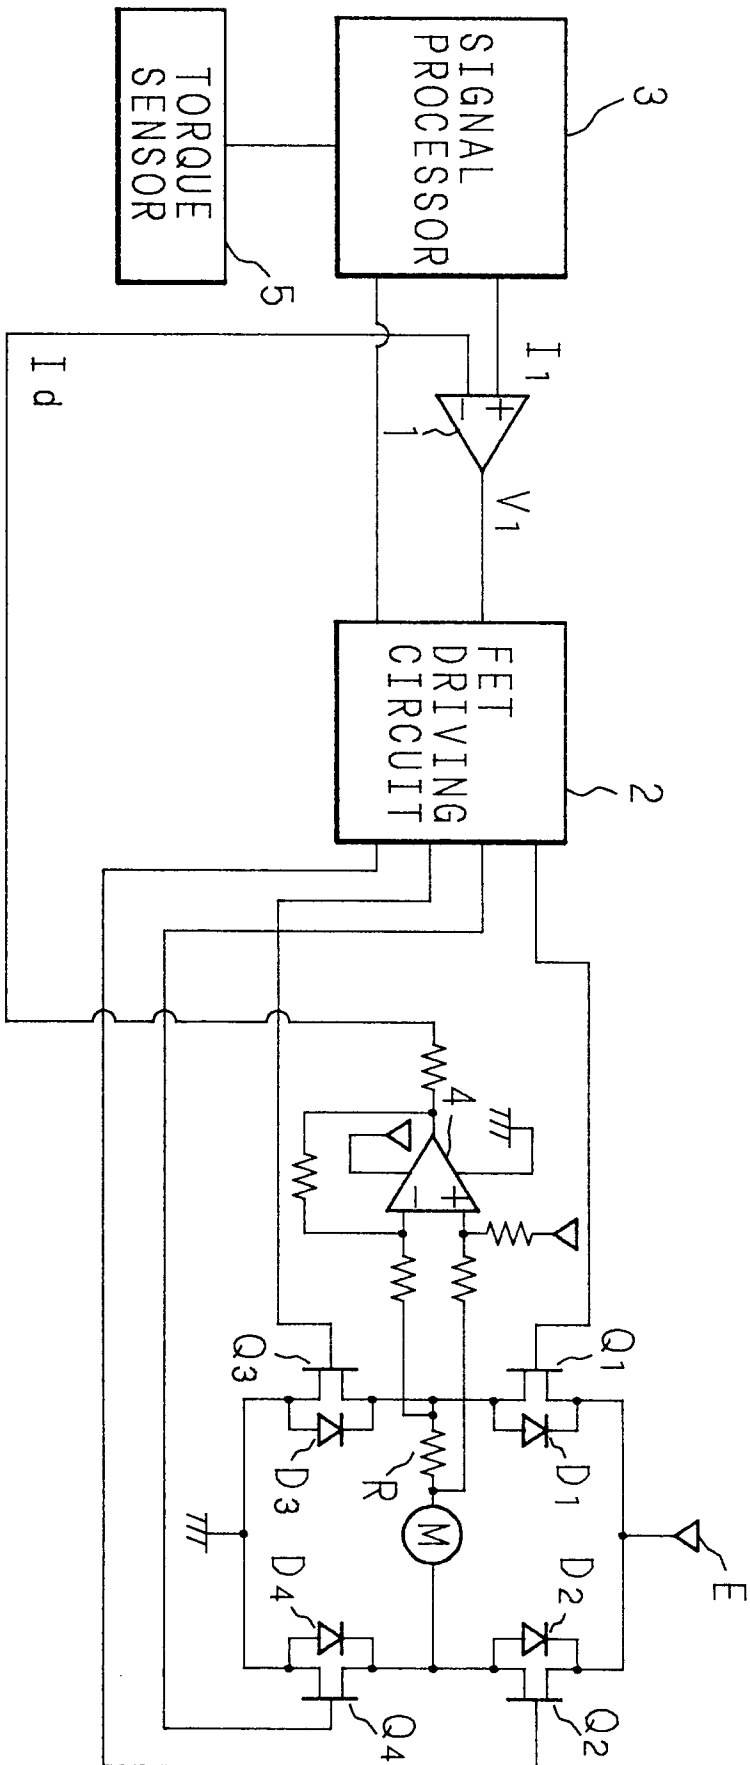 SIGNAL
PROCESSOR
3
TORQUE
SENSOR
5
I1
Id
+
−
1
V1
FET
DRIVING
CIRCUIT
2
4
+
−
Q1
D1
Q3
D3
R
M
E
D2
Q2
D4
Q4